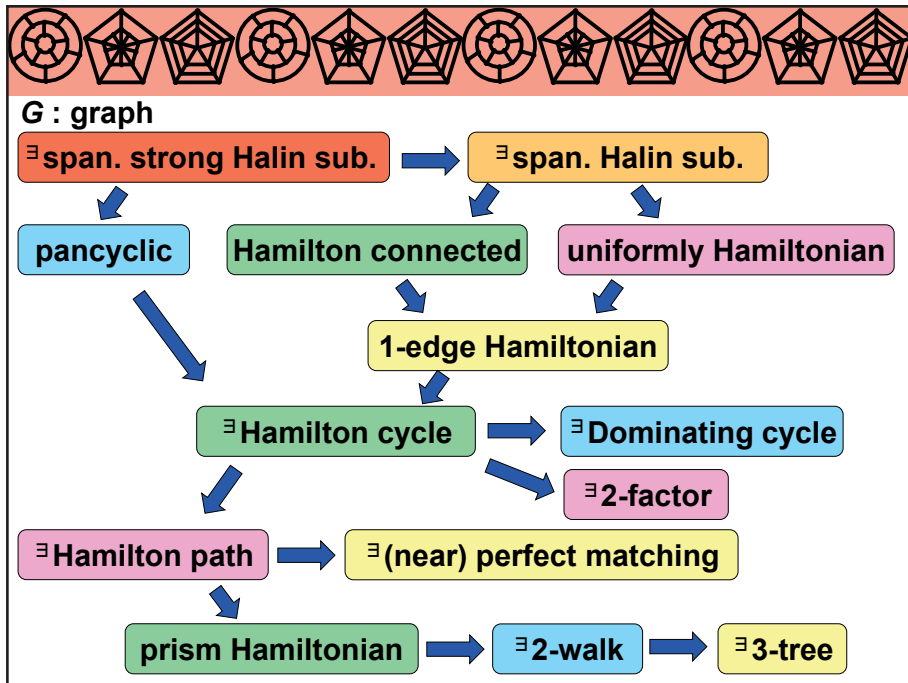 G : graph
∃span. strong Halin sub.
∃span. Halin sub.
pancyclic
Hamilton connected
uniformly Hamiltonian
1-edge Hamiltonian
∃Hamilton cycle
∃Dominating cycle
∃2-factor
∃Hamilton path
∃(near) perfect matching
prism Hamiltonian
∃2-walk
∃3-tree